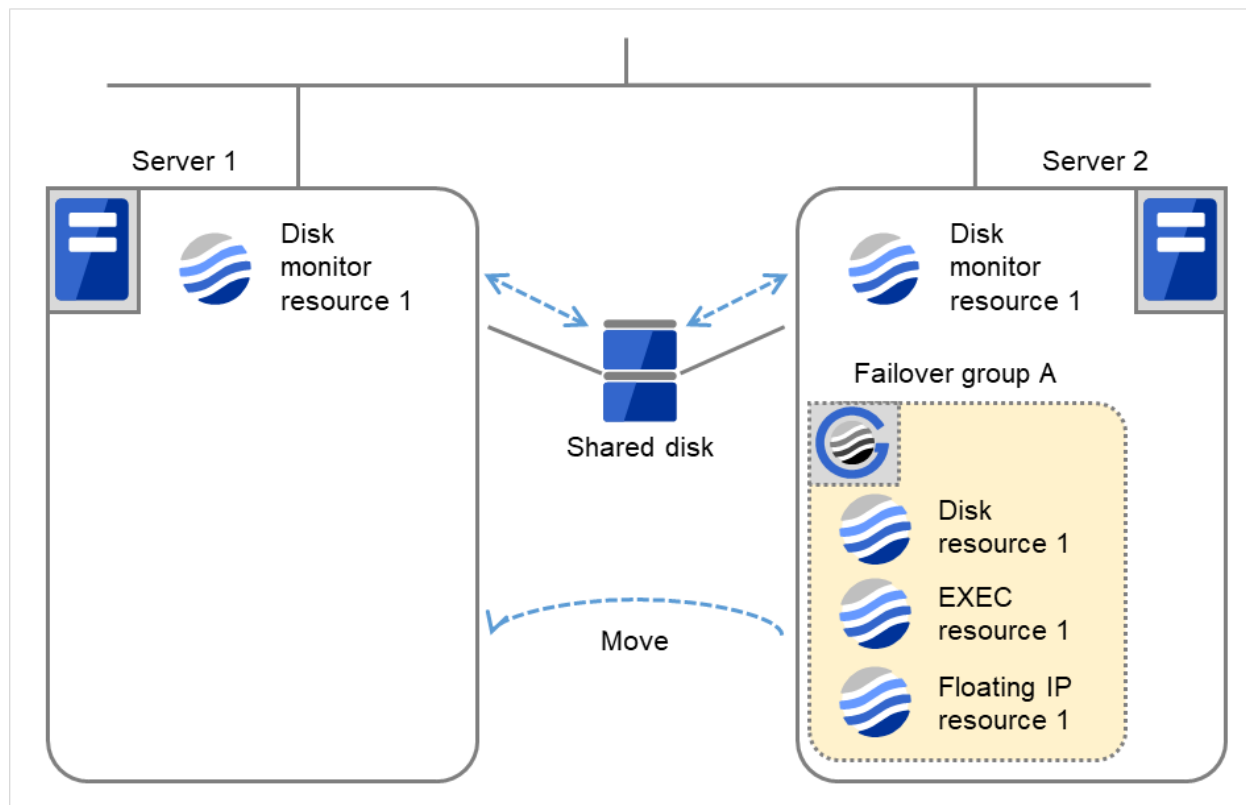 Server 1
Server 2
Disk
monitor
resource 1
Disk
monitor
resource 1
Shared disk
Failover group A
Disk
resource 1
EXEC
resource 1
Move
Floating IP
resource 1